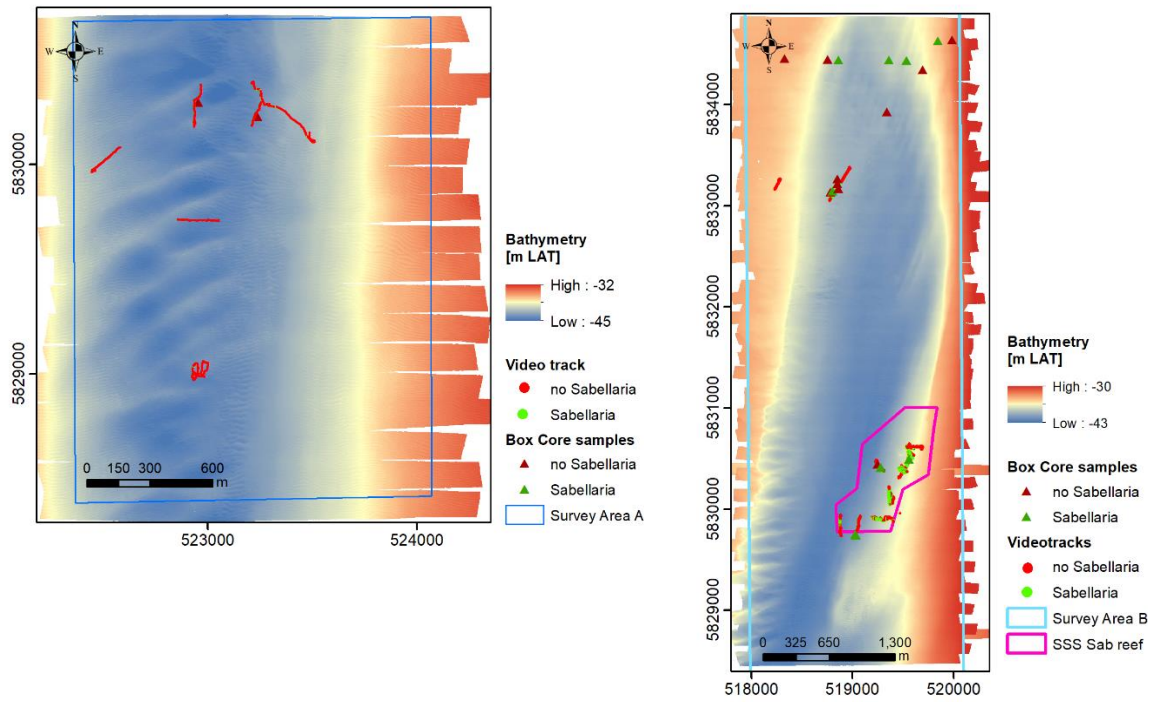 N
W E
S
5830000
5829000
0 150 300 600
m
523000 524000
Bathymetry
[m LAT]
High : -32
Low : -45
Video track
no Sabellaria
Sabellaria
Box Core samples
no Sabellaria
Sabellaria
Survey Area A
N
W E
S
5834000
5833000
5832000
5831000
5830000
5829000
0 325 650 1,300
m
518000 519000 520000
Bathymetry
[m LAT]
High : -30
Low : -43
Box Core samples
no Sabellaria
Sabellaria
Videotracks
no Sabellaria
Sabellaria
Survey Area B
SSS Sab reef